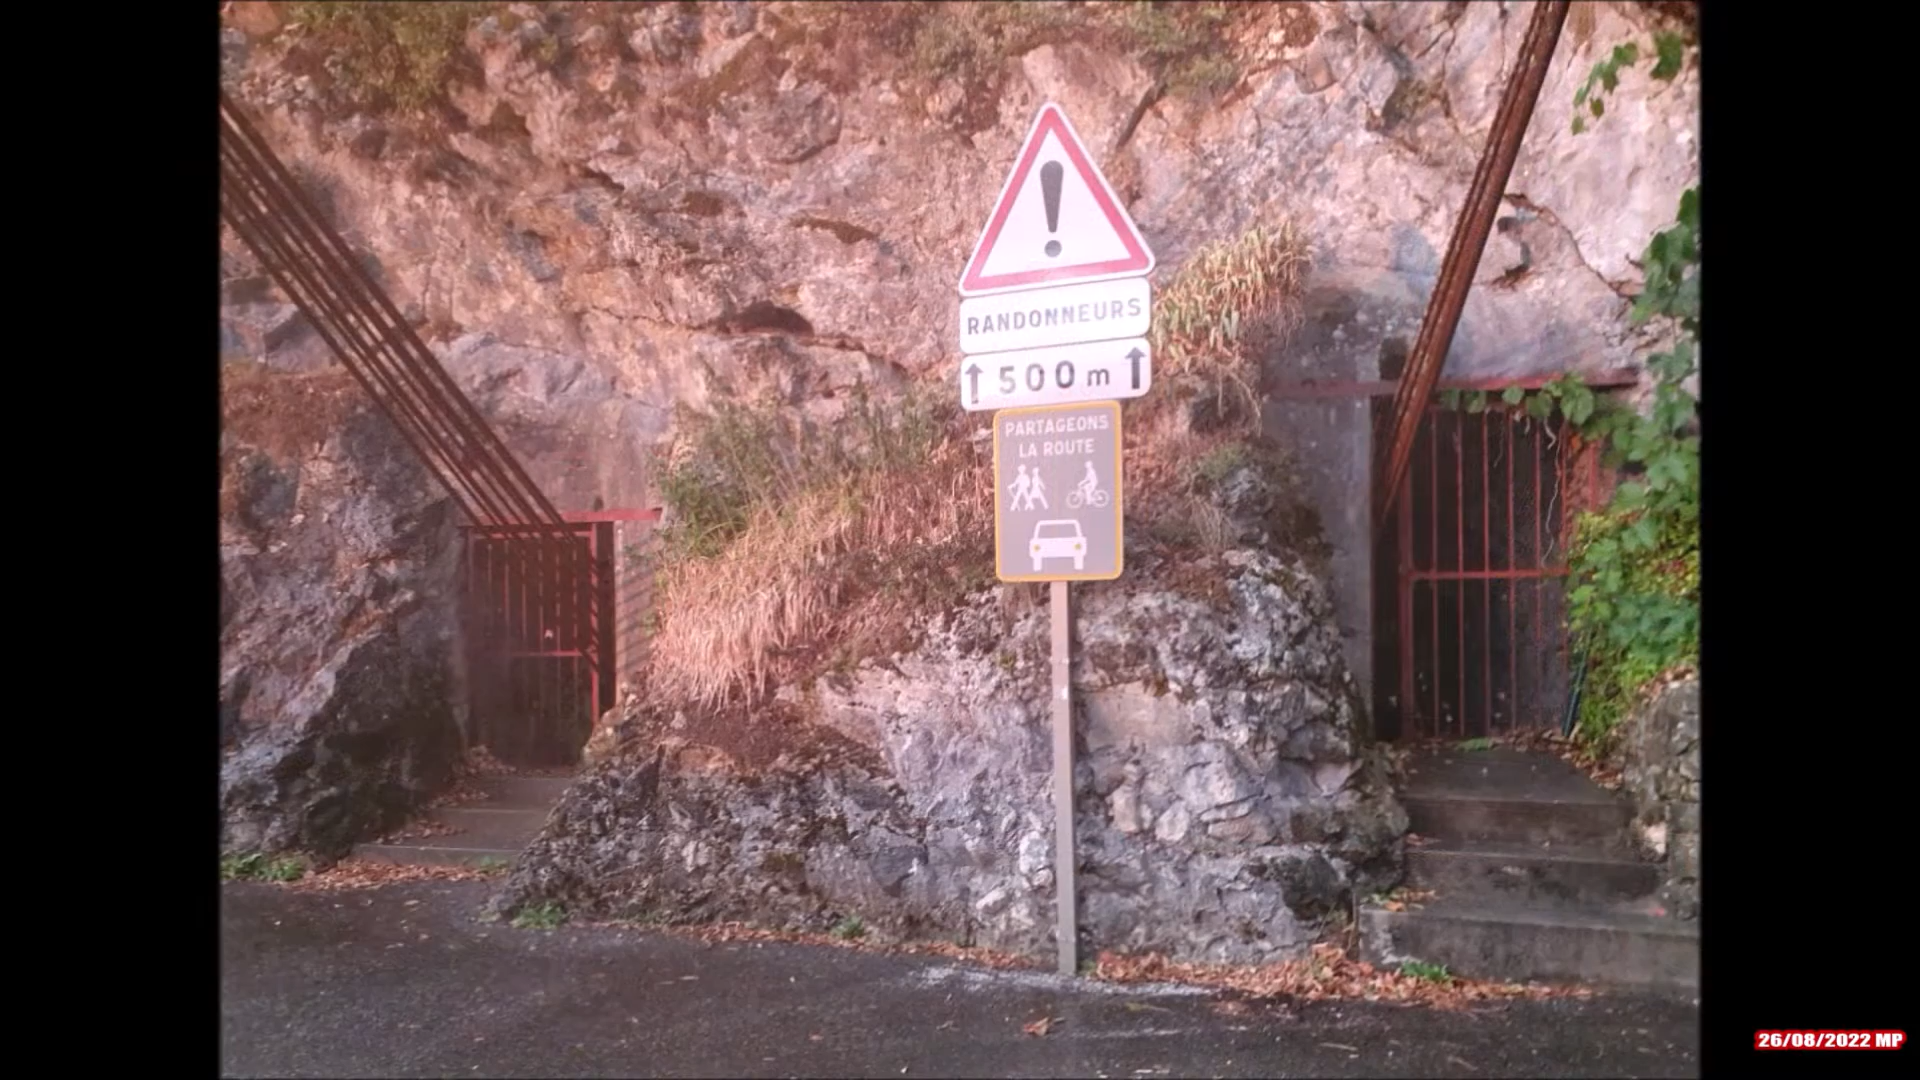 RANDONNEURS
↑ 500 m ↑
PARTAGEONS
LA ROUTE
26/08/2022 MP